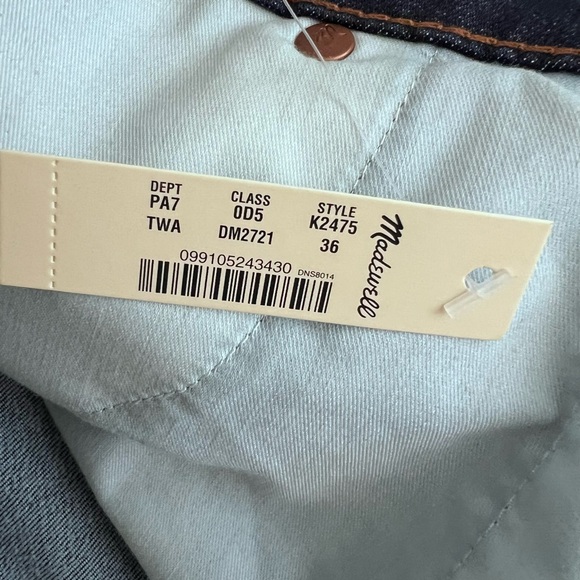 DEPT CLASS STYLE
PA7 0D5 K2475
TWA DM2721 36
099105243430 DNS8014
Madewell